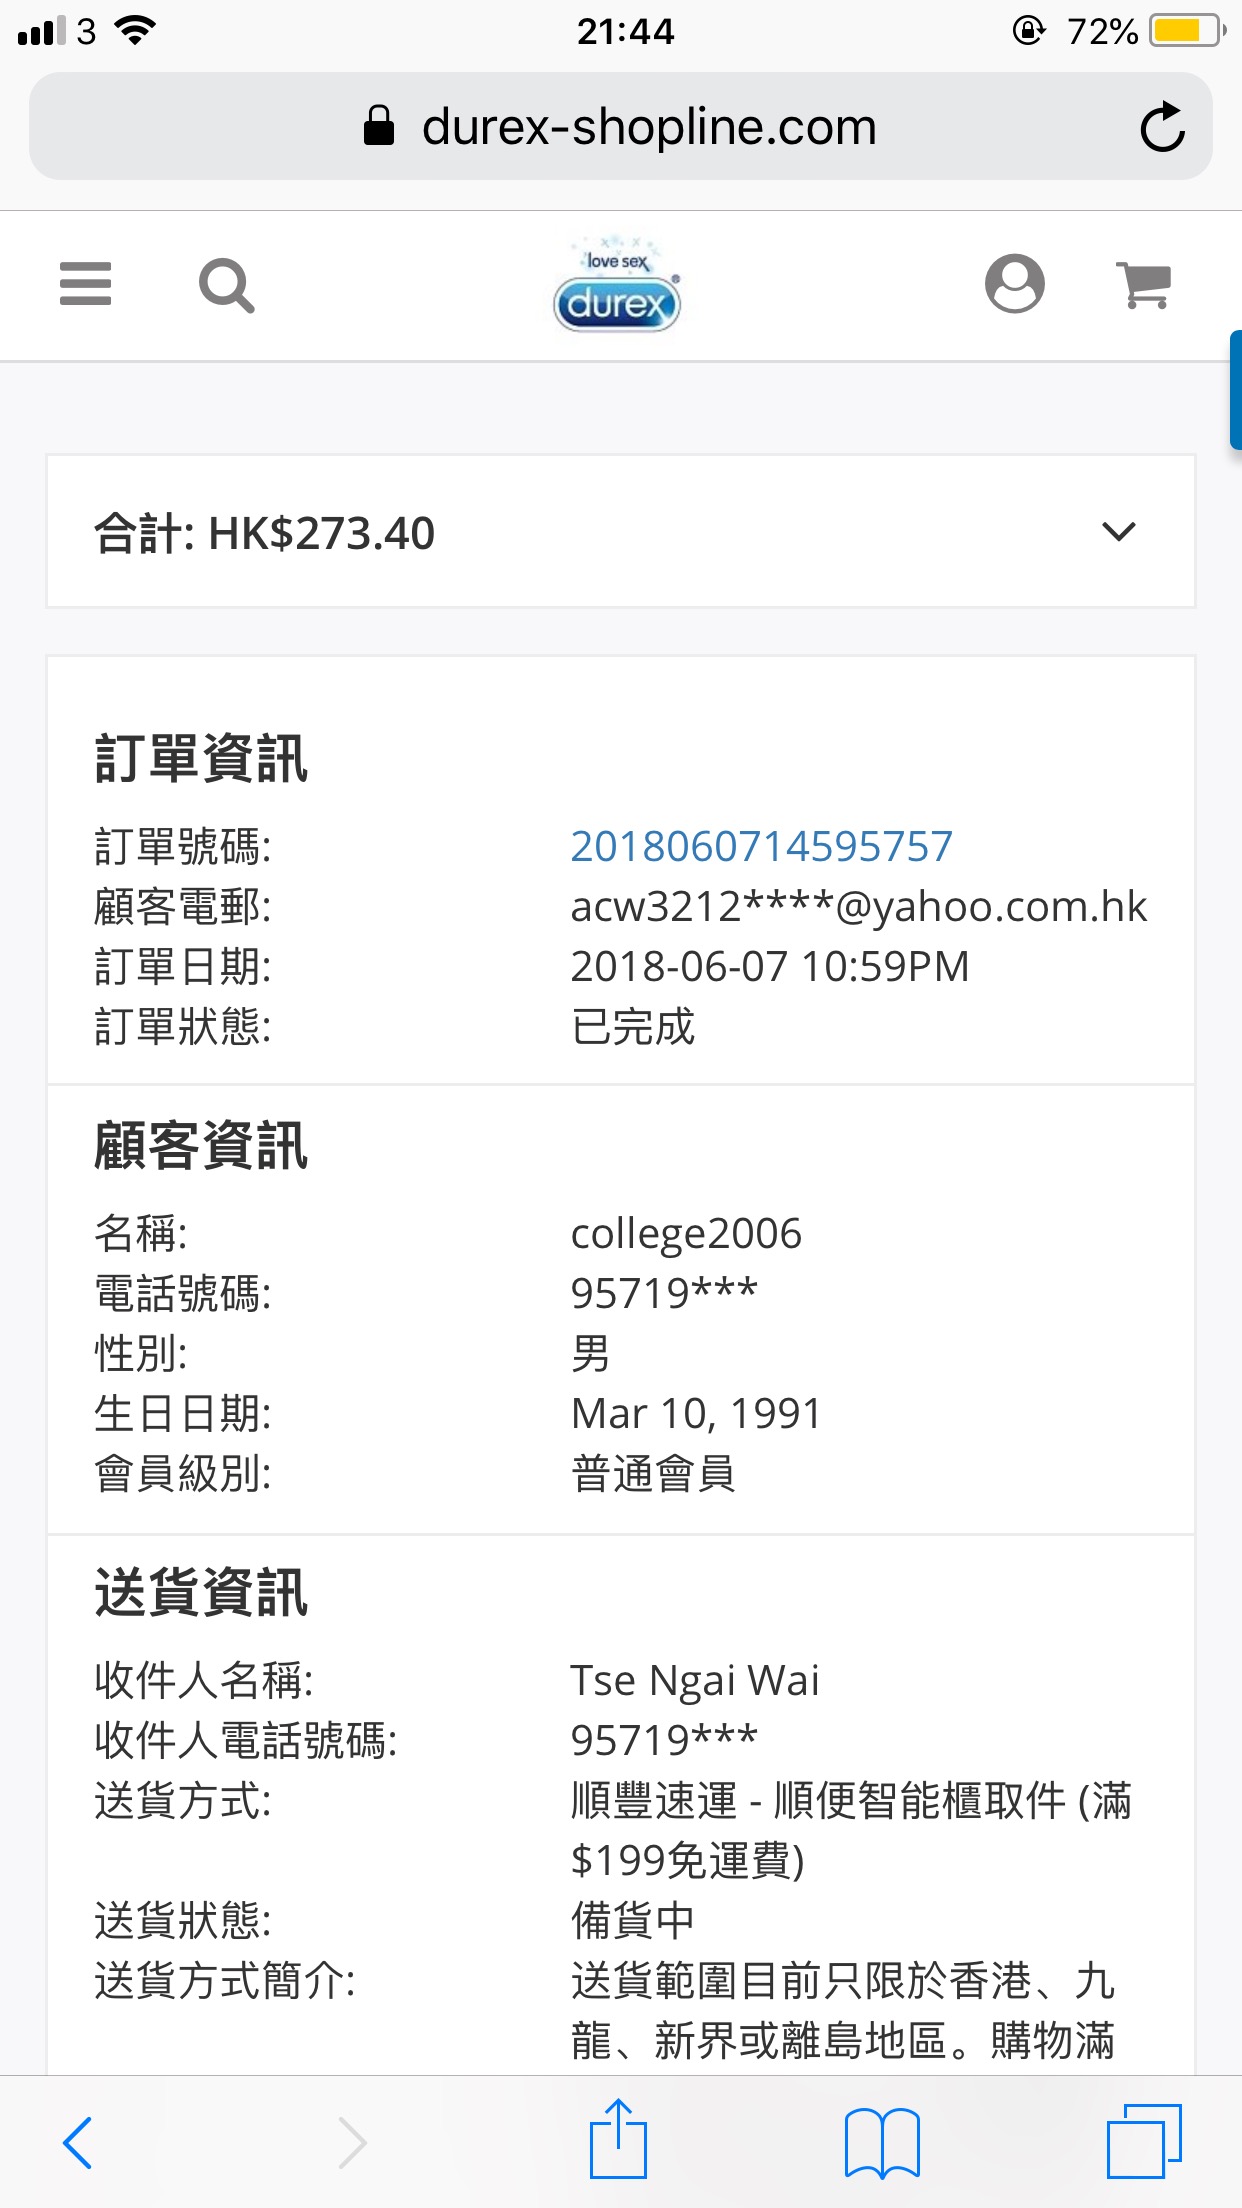 3
21:44
72%
durex-shopline.com
love sex
durex®
合計: HK$273.40
訂單資訊
訂單號碼: 2018060714595757
顧客電郵: acw3212****@yahoo.com.hk
訂單日期: 2018-06-07 10:59PM
訂單狀態: 已完成
顧客資訊
名稱: college2006
電話號碼: 95719***
性別: 男
生日日期: Mar 10, 1991
會員級別: 普通會員
送貨資訊
收件人名稱: Tse Ngai Wai
收件人電話號碼: 95719***
送貨方式: 順豐速運 - 順便智能櫃取件 (滿
$199免運費)
送貨狀態: 備貨中
送貨方式簡介: 送貨範圍目前只限於香港、九
龍、新界或離島地區。購物滿